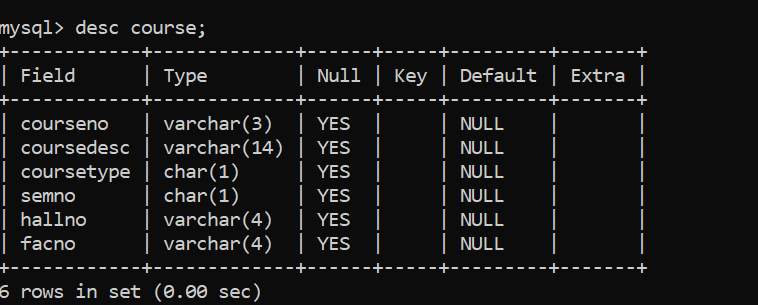 mysql> desc course;
+------------+-------------+------+-----+---------+-------+
| Field      | Type        | Null | Key | Default | Extra |
+------------+-------------+------+-----+---------+-------+
| courseno   | varchar(3)  | YES  |     | NULL    |       |
| coursedesc | varchar(14) | YES  |     | NULL    |       |
| coursetype | char(1)     | YES  |     | NULL    |       |
| semno      | char(1)     | YES  |     | NULL    |       |
| hallno     | varchar(4)  | YES  |     | NULL    |       |
| facno      | varchar(4)  | YES  |     | NULL    |       |
+------------+-------------+------+-----+---------+-------+
6 rows in set (0.00 sec)